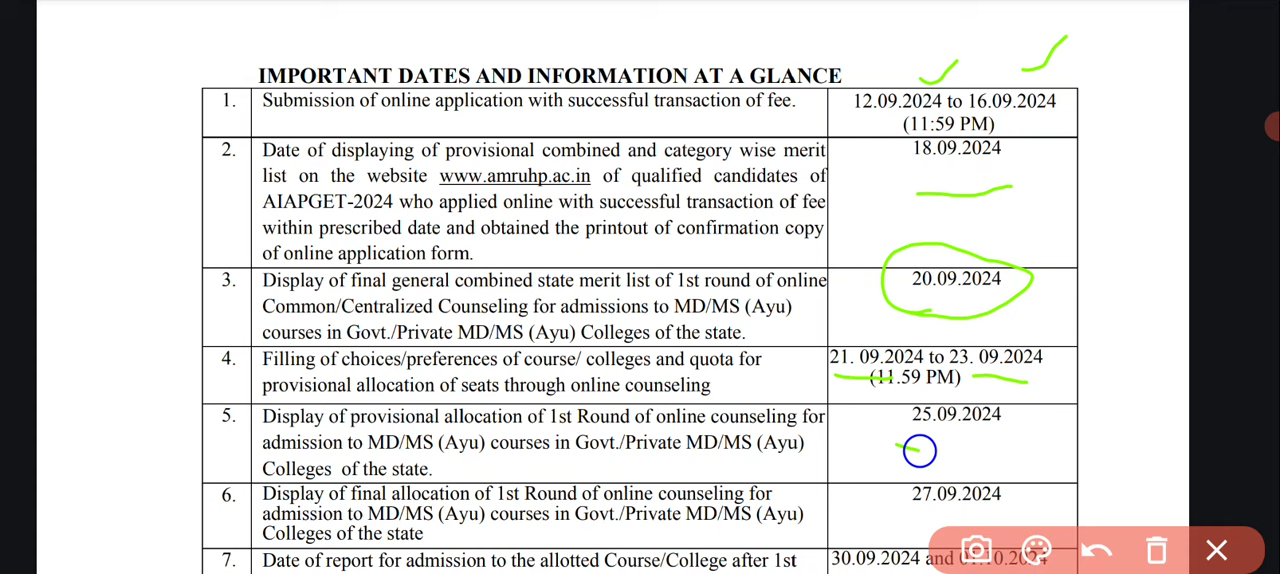 IMPORTANT DATES AND INFORMATION AT A GLANCE
1. Submission of online application with successful transaction of fee. 12.09.2024 to 16.09.2024
(11:59 PM)
2. Date of displaying of provisional combined and category wise merit 18.09.2024
list on the website www.amruhp.ac.in of qualified candidates of
AIAPGET-2024 who applied online with successful transaction of fee
within prescribed date and obtained the printout of confirmation copy
of online application form.
3. Display of final general combined state merit list of 1st round of online 20.09.2024
Common/Centralized Counseling for admissions to MD/MS (Ayu)
courses in Govt./Private MD/MS (Ayu) Colleges of the state.
4. Filling of choices/preferences of course/ colleges and quota for 21. 09.2024 to 23. 09.2024
provisional allocation of seats through online counseling (11.59 PM)
5. Display of provisional allocation of 1st Round of online counseling for 25.09.2024
admission to MD/MS (Ayu) courses in Govt./Private MD/MS (Ayu)
Colleges of the state.
6. Display of final allocation of 1st Round of online counseling for 27.09.2024
admission to MD/MS (Ayu) courses in Govt./Private MD/MS (Ayu)
Colleges of the state
7. Date of report for admission to the allotted Course/College after 1st 30.09.2024 and